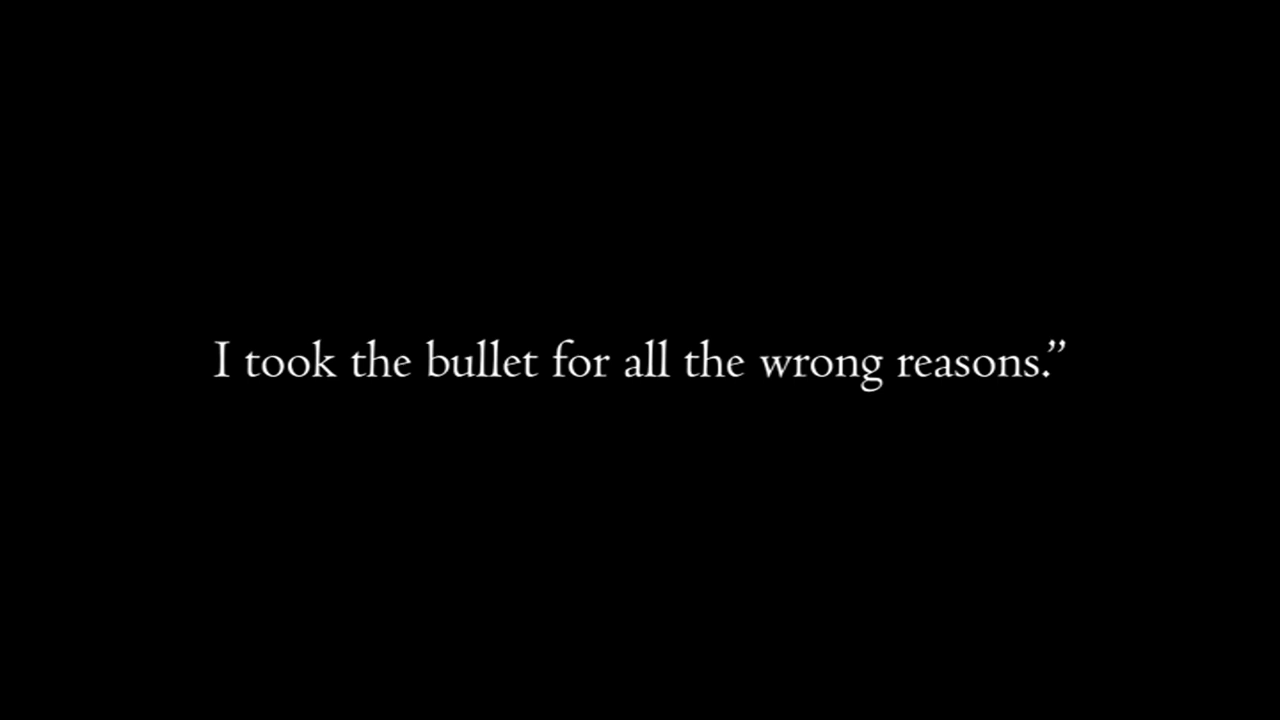 I took the bullet for all the wrong reasons.”